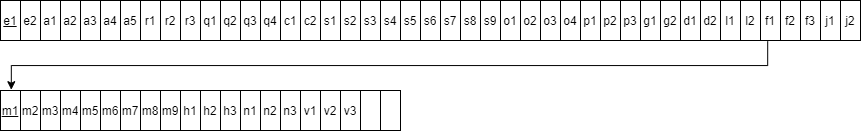 e1 e2 a1 a2 a3 a4 a5 r1 r2 r3 q1 q2 q3 q4 c1 c2 s1 s2 s3 s4 s5 s6 s7 s8 s9 o1 o2 o3 o4 p1 p2 p3 g1 g2 d1 d2 l1 l2 f1 f2 f3 j1 j2
m1 m2 m3 m4 m5 m6 m7 m8 m9 h1 h2 h3 n1 n2 n3 v1 v2 v3